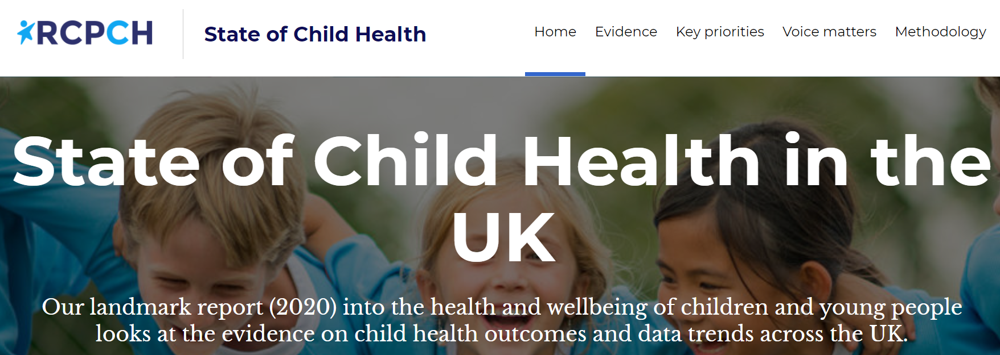 RCPCH
State of Child Health
Home Evidence Key priorities Voice matters Methodology
State of Child Health in the
UK
Our landmark report (2020) into the health and wellbeing of children and young people
looks at the evidence on child health outcomes and data trends across the UK.